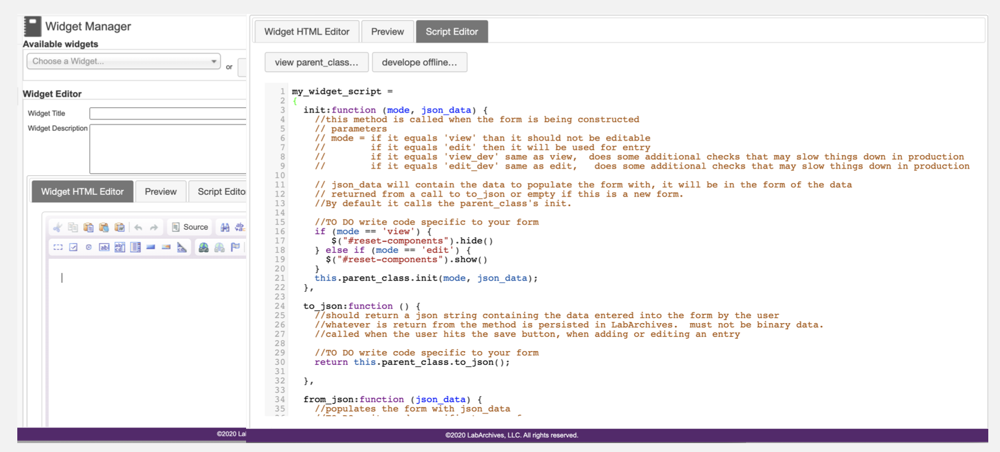 Widget Manager
Available widgets
Choose a Widget...
or
Widget Editor
Widget Title
Widget Description
Widget HTML Editor Preview Script Edito
Source
©2020 La
Widget HTML Editor Preview Script Editor
view parent_class... develope offline...
1 my_widget_script =
2 {
3 init:function (mode, json_data) {
4 //this method is called when the form is being constructed
5 // parameters
6 // mode = if it equals 'view' than it should not be editable
7 // if it equals 'edit' then it will be used for entry
8 // if it equals 'view_dev' same as view, does some additional checks that may slow things down in production
9 // if it equals 'edit_dev' same as edit, does some additional checks that may slow things down in production
10
11 // json_data will contain the data to populate the form with, it will be in the form of the data
12 // returned from a call to to_json or empty if this is a new form.
13 //By default it calls the parent_class's init.
14
15 //TO DO write code specific to your form
16 if (mode == 'view') {
17 $("#reset-components").hide()
18 } else if (mode == 'edit') {
19 $("#reset-components").show()
20 }
21 this.parent_class.init(mode, json_data);
22 },
23
24 to_json:function () {
25 //should return a json string containing the data entered into the form by the user
26 //whatever is return from the method is persisted in LabArchives. must not be binary data.
27 //called when the user hits the save button, when adding or editing an entry
28
29 //TO DO write code specific to your form
30 return this.parent_class.to_json();
31
32 },
33
34 from_json:function (json_data) {
35 //populates the form with json_data
©2020 LabArchives, LLC. All rights reserved.